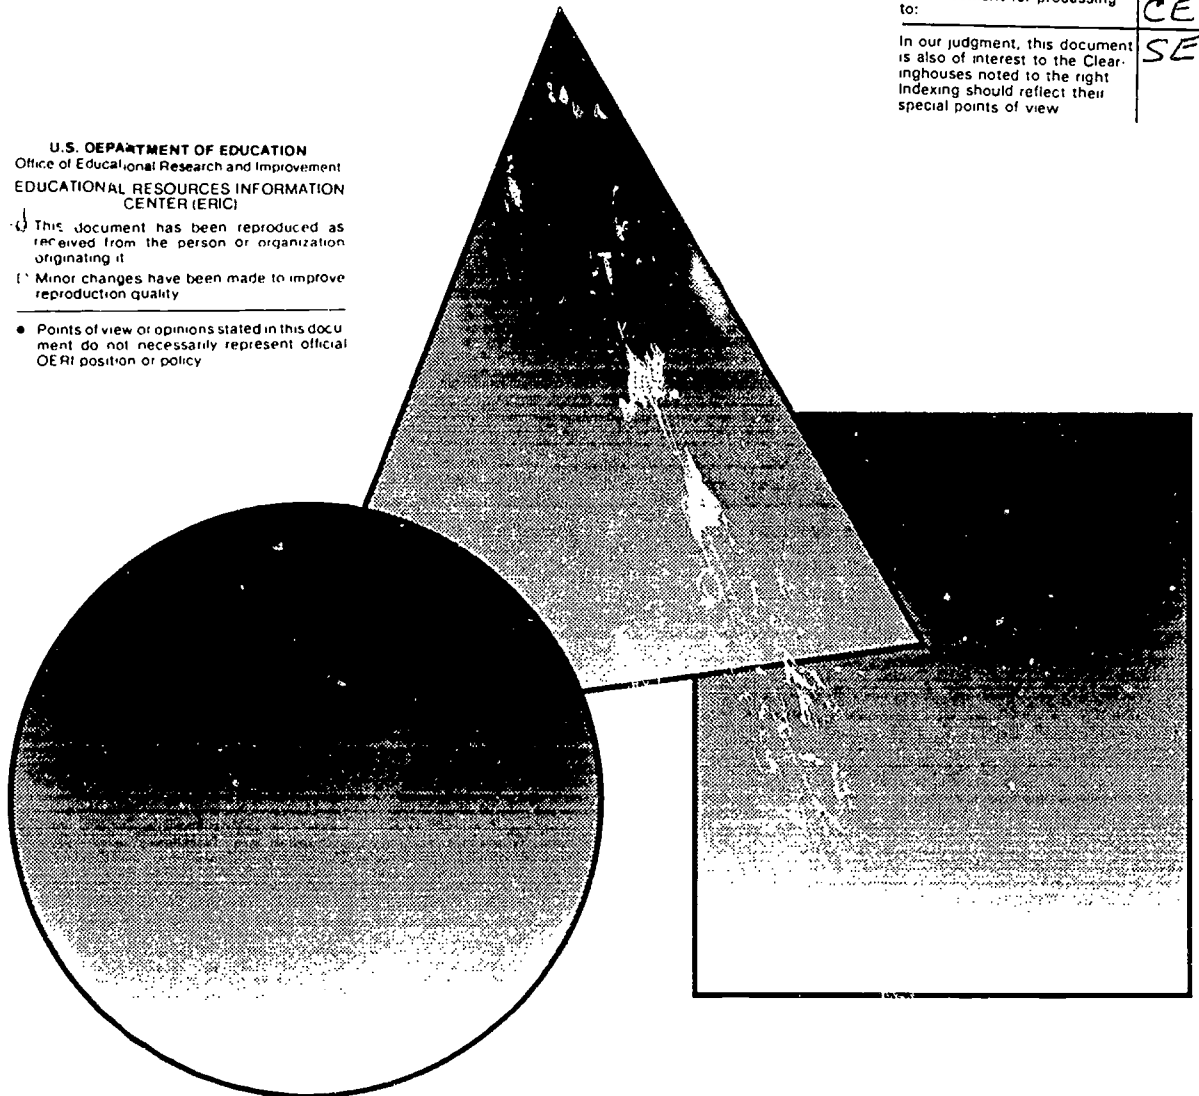 U.S. DEPARTMENT OF EDUCATION
Office of Educational Research and Improvement
EDUCATIONAL RESOURCES INFORMATION
CENTER (ERIC)
This document has been reproduced as
received from the person or organization
originating it
Minor changes have been made to improve
reproduction quality
● Points of view or opinions stated in this docu
ment do not necessarily represent official
OERI position or policy
for processing
to:
CE
In our judgment, this document
is also of interest to the Clear-
inghouses noted to the right
Indexing should reflect their
special points of view
SE